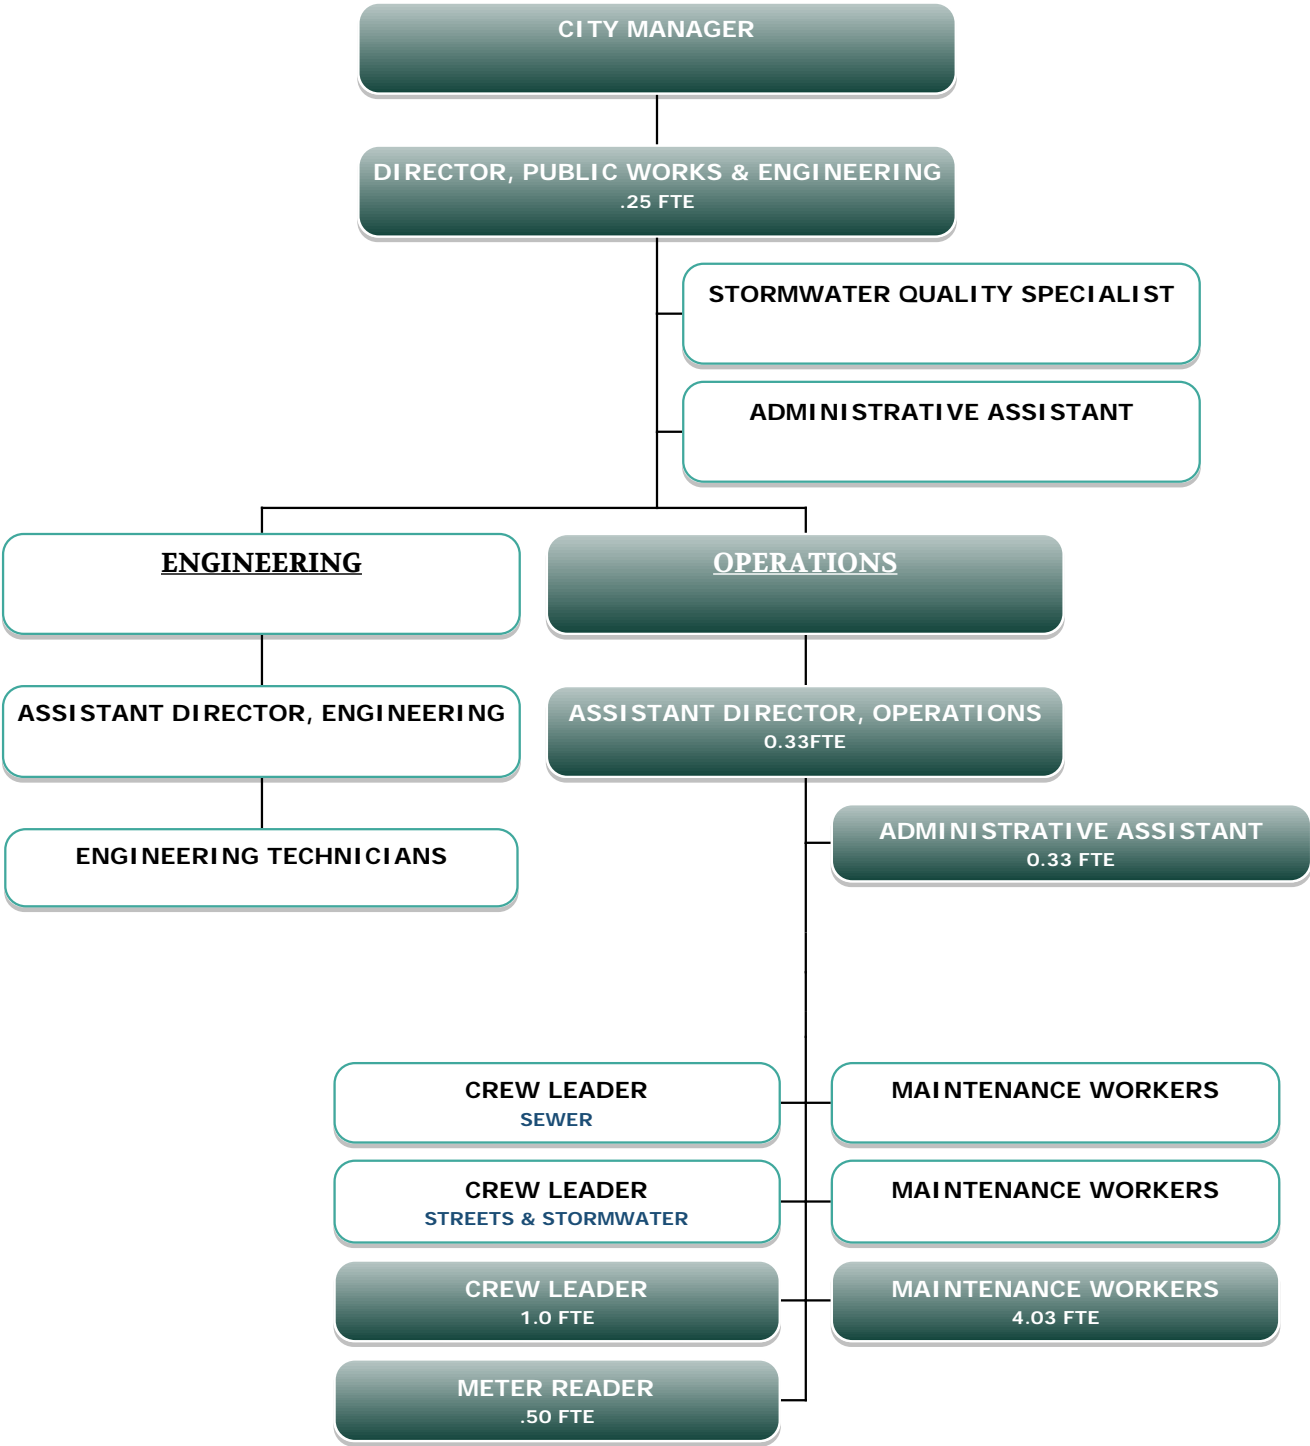 CITY MANAGER
DIRECTOR, PUBLIC WORKS & ENGINEERING
.25 FTE
STORMWATER QUALITY SPECIALIST
ADMINISTRATIVE ASSISTANT
ENGINEERING
OPERATIONS
ASSISTANT DIRECTOR, ENGINEERING
ASSISTANT DIRECTOR, OPERATIONS
0.33FTE
ADMINISTRATIVE ASSISTANT
0.33 FTE
ENGINEERING TECHNICIANS
CREW LEADER
SEWER
MAINTENANCE WORKERS
CREW LEADER
STREETS & STORMWATER
MAINTENANCE WORKERS
CREW LEADER
1.0 FTE
MAINTENANCE WORKERS
4.03 FTE
METER READER
.50 FTE